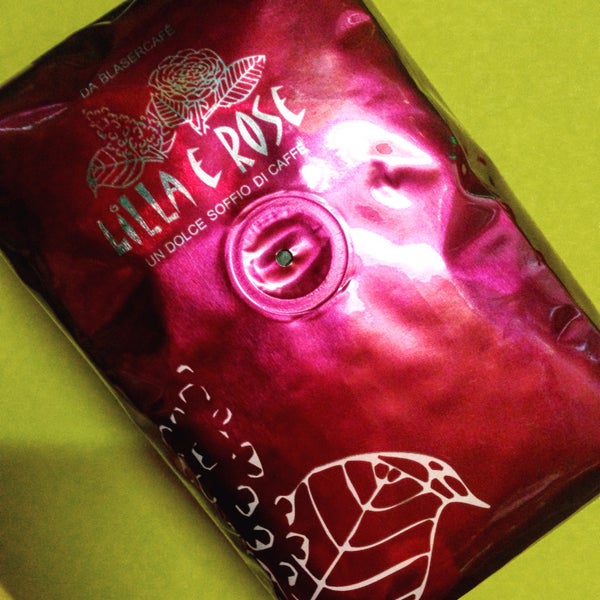 DA BLASERCAFÉ
LILLA E ROSE
UN DOLCE SOFFIO DI CAFFÈ